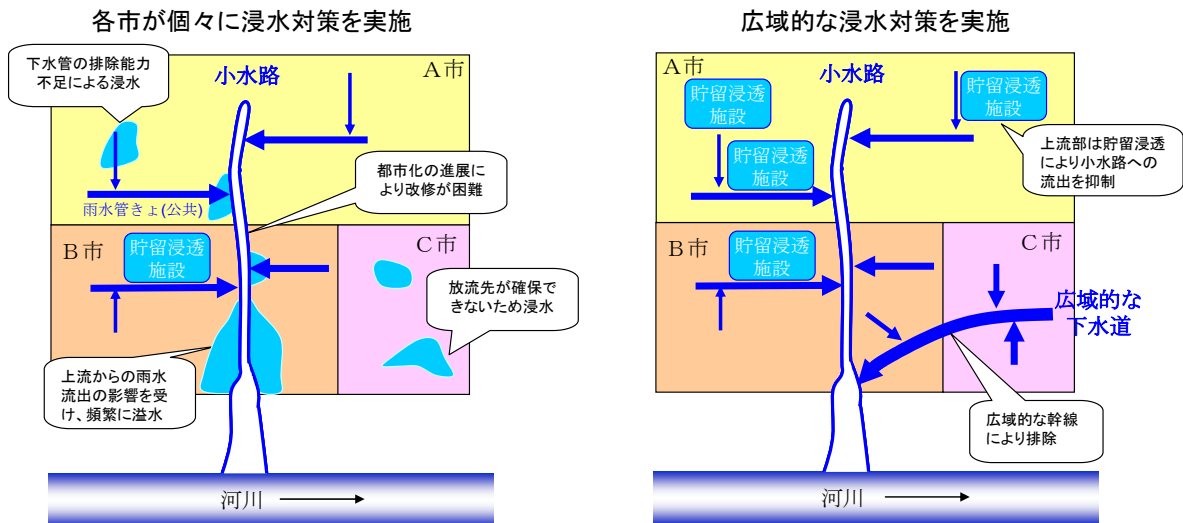 各市が個々に浸水対策を実施
下水管の排除能力
不足による浸水
小水路
A市
都市化の進展に
より改修が困難
雨水管きょ(公共)
B市
貯留浸透
施設
C市
放流先が確保で
きないため浸水
上流からの雨水
流出の影響を受
け、頻繁に溢水
河川
広域的な浸水対策を実施
A市
小水路
貯留浸透
施設
貯留浸透
施設
貯留浸透
施設
上流部は貯留浸透
により小水路への
流出を抑制
B市
貯留浸透
施設
C市
広域的な
下水道
広域的な幹線
により排除
河川